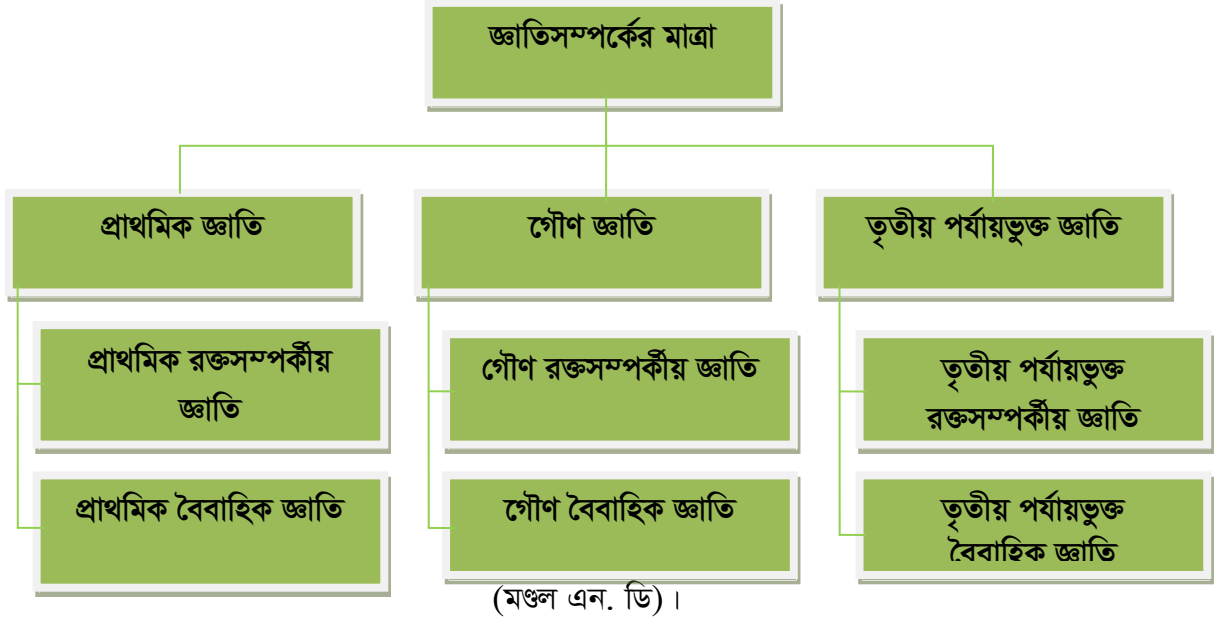 জ্ঞাতিসম্পর্কের মাত্রা
প্রাথমিক জ্ঞাতি
গৌণ জ্ঞাতি
তৃতীয় পর্যায়ভুক্ত জ্ঞাতি
প্রাথমিক রক্তসম্পর্কীয়
জ্ঞাতি
গৌণ রক্তসম্পর্কীয় জ্ঞাতি
তৃতীয় পর্যায়ভুক্ত
রক্তসম্পর্কীয় জ্ঞাতি
প্রাথমিক বৈবাহিক জ্ঞাতি
গৌণ বৈবাহিক জ্ঞাতি
তৃতীয় পর্যায়ভুক্ত
বৈবাহিক জ্ঞাতি
(মণ্ডল এন. ডি)।